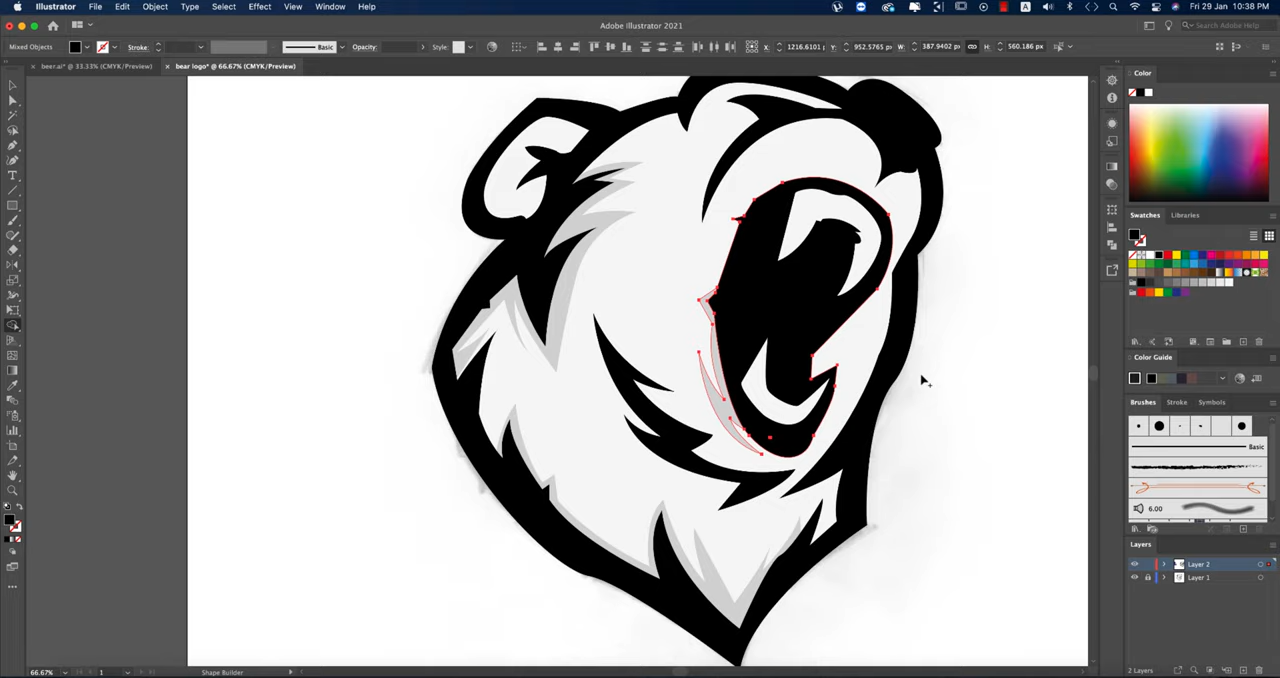 Illustrator File Edit Object Type Select Effect View Window Help
A
Fri 29 Jan 10:38 PM
Adobe Illustrator 2021
Search Adobe Help
Mixed Objects Stroke: Basic Opacity: Style: X: 1216.6101 Y: 952.5765 p W: 387.9402 p H: 560.186 px
beer.ai* @ 33.33% (CMYK/Preview)
bear logo* @ 66.67% (CMYK/Preview)
Color
Swatches Libraries
Color Guide
Brushes Stroke Symbols
Basic
6.00
Layers
Layer 2
Layer 1
2 Layers
66.67% 1 Shape Builder